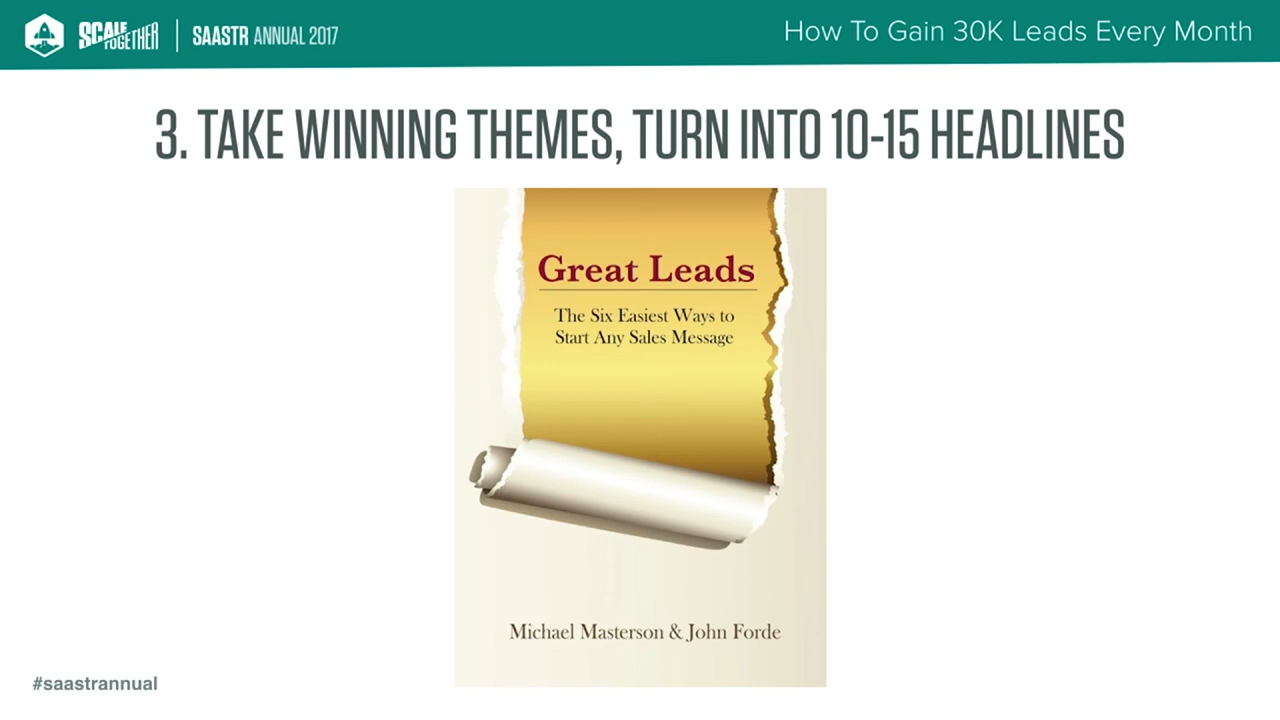 SCALE TOGETHER
SAASTR ANNUAL 2017
How To Gain 30K Leads Every Month
3. TAKE WINNING THEMES, TURN INTO 10-15 HEADLINES
Great Leads
The Six Easiest Ways to
Start Any Sales Message
Michael Masterson & John Forde
#saastrannual